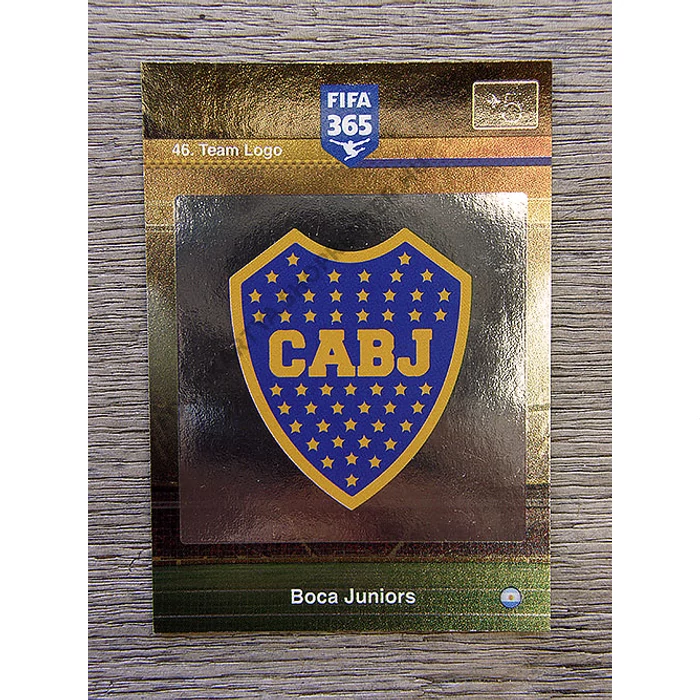 FIFA
365
46. Team Logo
CABJ
Boca Juniors